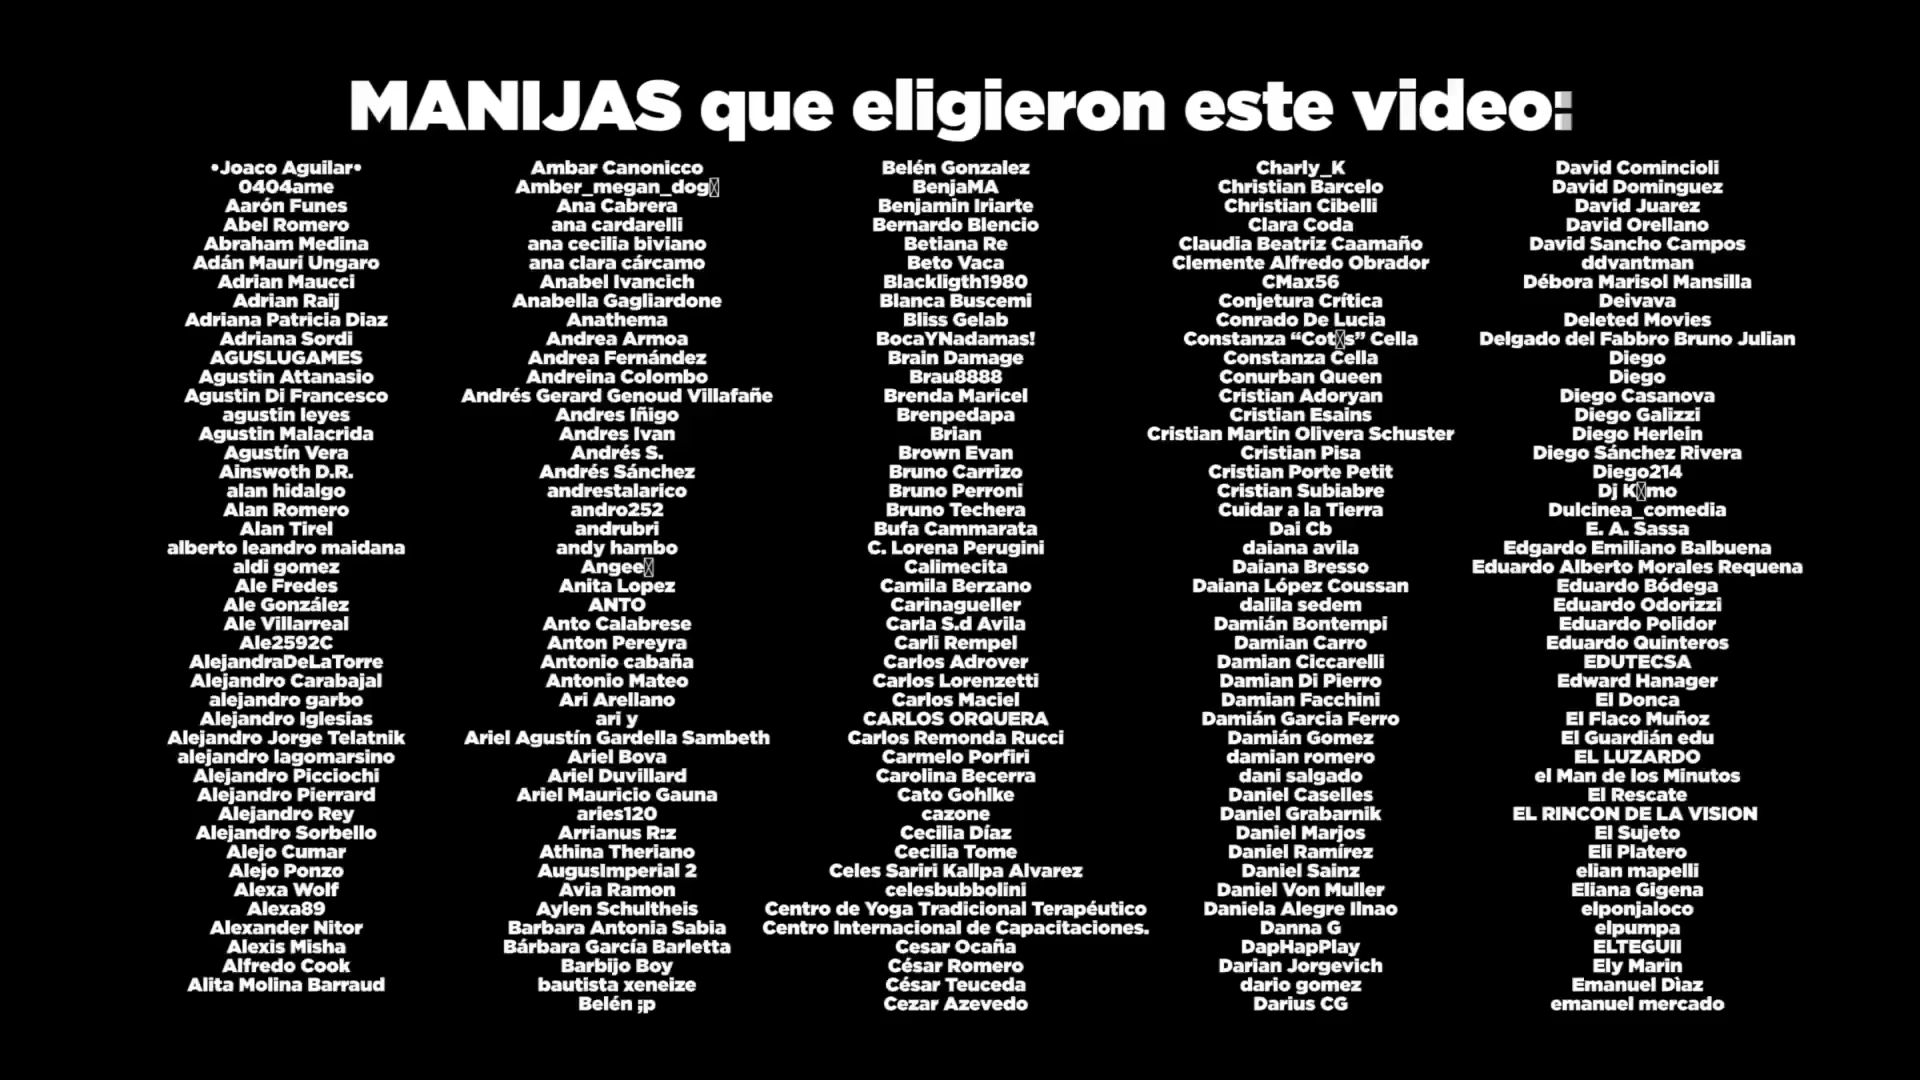 MANIJAS que eligieron este video:
•Joaco Aguilar•
0404ame
Aarón Funes
Abel Romero
Abraham Medina
Adán Maurí Ungaro
Adrian Maucci
Adrian Raij
Adriana Patricia Diaz
Adriana Sordi
AGUSLUGAMES
Agustin Attanasio
Agustin Di Francesco
agustin leyes
Agustin Malacrida
Agustín Vera
Ainswoth D.R.
alan hidalgo
Alan Romero
Alan Tirel
alberto leandro maidana
aldi gomez
Ale Fredes
Ale González
Ale Villarreal
Ale2592C
AlejandraDeLaTorre
Alejandro Carabajal
alejandro garbo
Alejandro Iglesias
Alejandro Jorge Telatnik
alejandro lagomarsino
Alejandro Picciochi
Alejandro Pierrard
Alejandro Rey
Alejandro Sorbello
Alejo Cumar
Alejo Ponzo
Alexa Wolf
Alexa89
Alexander Nitor
Alexis Misha
Alfredo Cook
Alita Molina Barraud
Ambar Canonicco
Amber_megan_dog
Ana Cabrera
ana cardarelli
ana cecilia biviano
ana clara cárcamo
Anabel Ivancich
Anabella Gagliardone
Anathema
Andrea Armoa
Andrea Fernández
Andreina Colombo
Andrés Gerard Genoud Villafañe
Andres Iñigo
Andres Ivan
Andrés S.
Andrés Sánchez
andrestalarico
andro252
andrubri
andy hambo
Angee
Anita Lopez
ANTO
Anto Calabrese
Anton Pereyra
Antonio cabaña
Antonio Mateo
Ari Arellano
ari y
Ariel Agustín Gardella Sambeth
Ariel Bova
Ariel Duvillard
Ariel Mauricio Gauna
aries120
Arrianus R:z
Athina Theriano
AugusImperial 2
Avia Ramon
Aylen Schultheis
Barbara Antonia Sabia
Bárbara García Barletta
Barbijo Boy
bautista xeneize
Belén ;p
Belén Gonzalez
BenjaMA
Benjamin Iriarte
Bernardo Blencio
Betiana Re
Beto Vaca
Blackligth1980
Blanca Buscemi
Bliss Gelab
BocaYNadamas!
Brain Damage
Brau8888
Brenda Maricel
Brenpedapa
Brian
Brown Evan
Bruno Carrizo
Bruno Perroni
Bruno Techera
Bufa Cammarata
C. Lorena Perugini
Calimecita
Camila Berzano
Carinagueller
Carla S.d Avila
Carli Rempel
Carlos Adrover
Carlos Lorenzetti
Carlos Maciel
CARLOS ORQUERA
Carlos Remonda Rucci
Carmelo Porfiri
Carolina Becerra
Cato Gohlke
cazone
Cecilia Díaz
Cecilia Tome
Celes Sariri Kallpa Alvarez
celesbubbolini
Centro de Yoga Tradicional Terapéutico
Centro Internacional de Capacitaciones.
Cesar Ocaña
César Romero
César Teuceda
Cezar Azevedo
Charly_K
Christian Barcelo
Christian Cibelli
Clara Coda
Claudia Beatriz Caamaño
Clemente Alfredo Obrador
CMax56
Conjetura Crítica
Conrado De Lucia
Constanza “Cot▯s” Cella
Constanza Cella
Conurban Queen
Cristian Adoryan
Cristian Esains
Cristian Martin Olivera Schuster
Cristian Pisa
Cristian Porte Petit
Cristian Subiabre
Cuidar a la Tierra
Dai Cb
daiana avila
Daiana Bresso
Daiana López Coussan
dalila sedem
Damián Bontempi
Damian Carro
Damian Ciccarelli
Damian Di Pierro
Damian Facchini
Damián Garcia Ferro
Damián Gomez
damian romero
dani salgado
Daniel Caselles
Daniel Grabarnik
Daniel Marjos
Daniel Ramírez
Daniel Sainz
Daniel Von Muller
Daniela Alegre Ilnao
Danna G
DapHapPlay
Darian Jorgevich
dario gomez
Darius CG
David Comincioli
David Dominguez
David Juarez
David Orellano
David Sancho Campos
ddvantman
Débora Marisol Mansilla
Deivava
Deleted Movies
Delgado del Fabbro Bruno Julian
Diego
Diego
Diego Casanova
Diego Galizzi
Diego Herlein
Diego Sánchez Rivera
Diego214
Dj K▯mo
Dulcinea_comedia
E. A. Sassa
Edgardo Emiliano Balbuena
Eduardo Alberto Morales Requena
Eduardo Bódega
Eduardo Odorizzi
Eduardo Polidor
Eduardo Quinteros
EDUTECSA
Edward Hanager
El Donca
El Flaco Muñoz
El Guardián edu
EL LUZARDO
el Man de los Minutos
El Rescate
EL RINCON DE LA VISION
El Sujeto
Eli Platero
elian mapelli
Eliana Gigena
elponjaloco
elpumpa
ELTEGUII
Ely Marin
Emanuel Dìaz
emanuel mercado